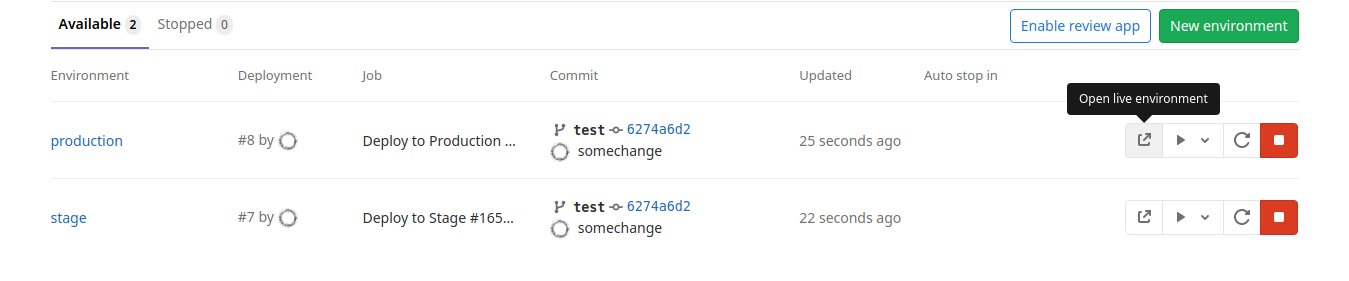 Available 2 Stopped 0 Enable review app New environment
Environment Deployment Job Commit Updated Auto stop in
Open live environment
production #8 by Deploy to Production ... test 6274a6d2 25 seconds ago
somechange
stage #7 by Deploy to Stage #165... test 6274a6d2 22 seconds ago
somechange